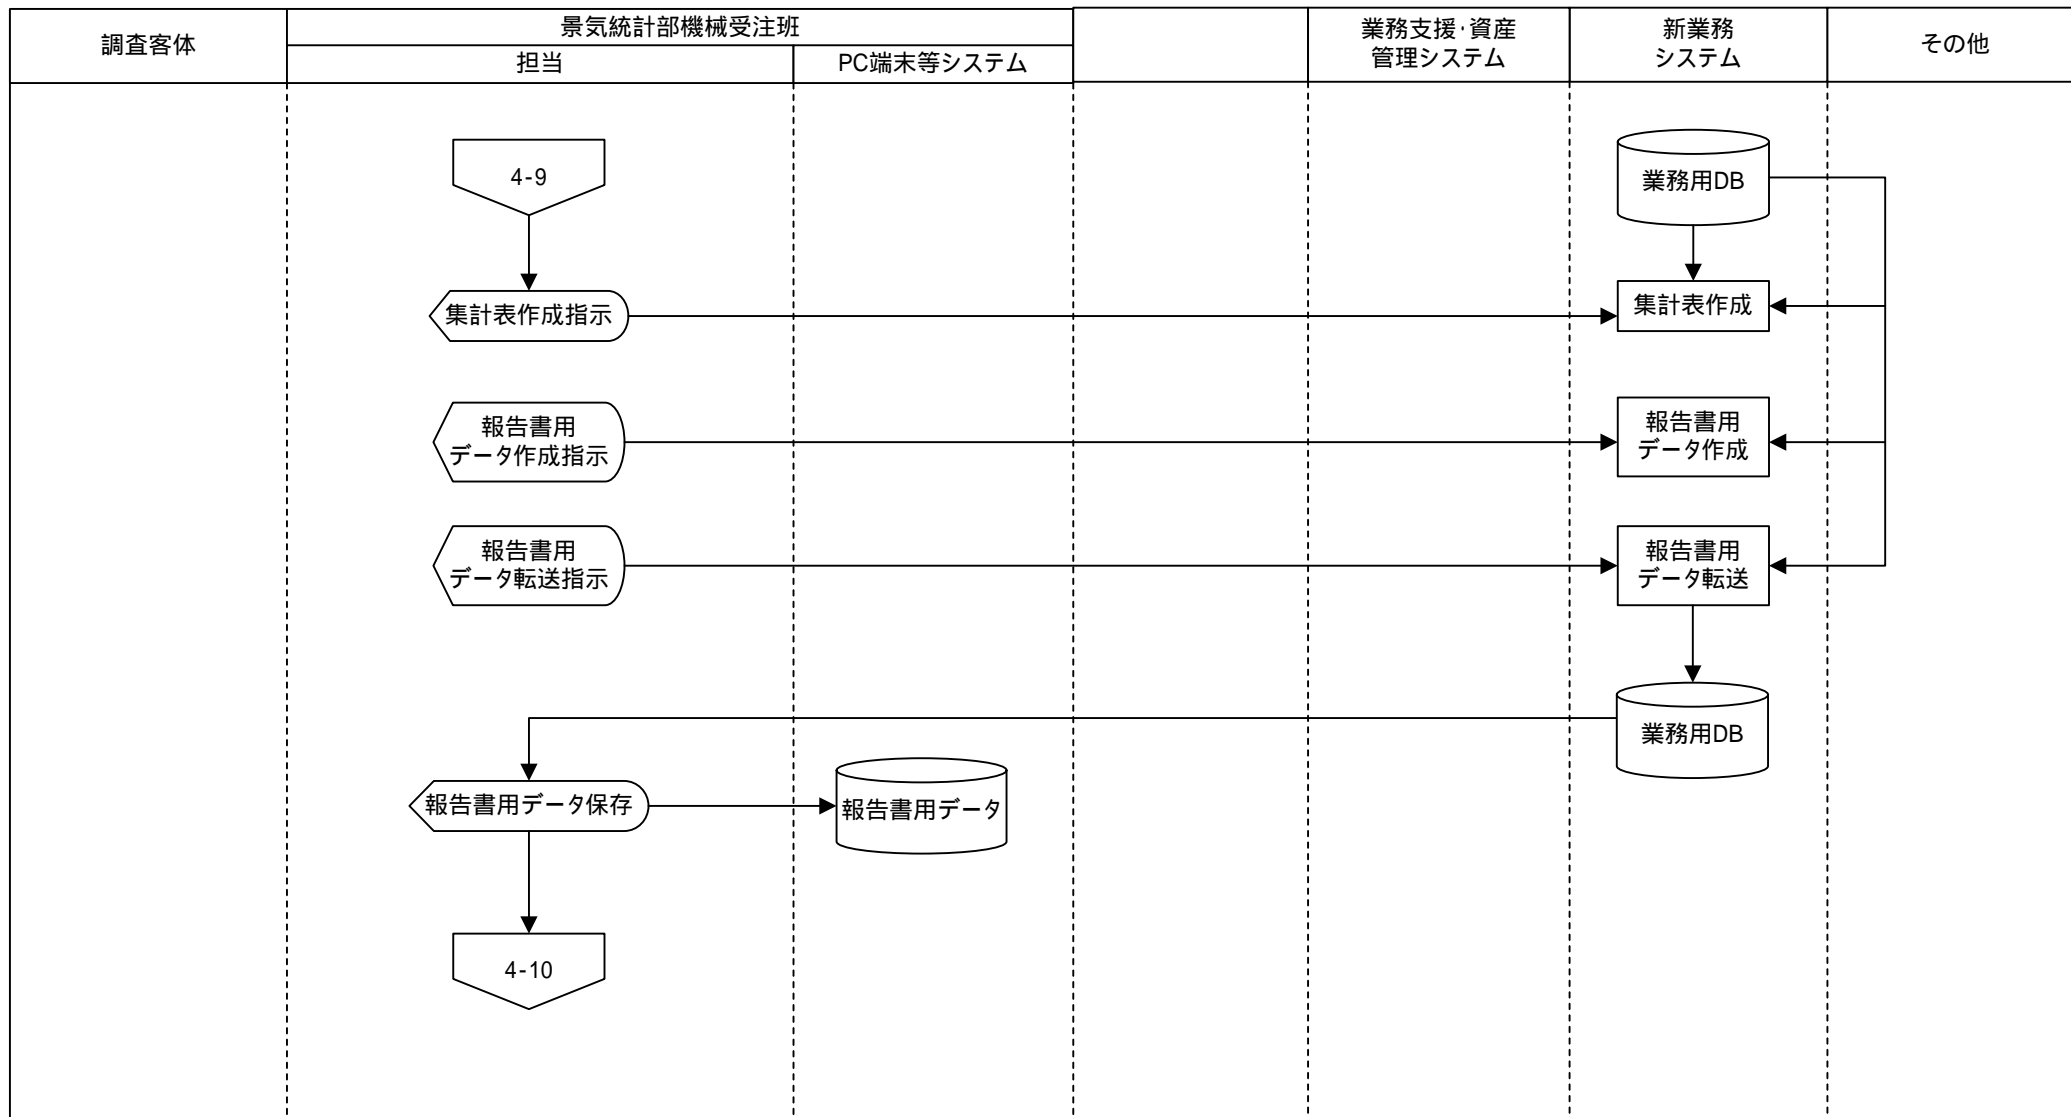 調査客体
景気統計部機械受注班
担当
PC端末等システム
業務支援・資産
管理システム
新業務
システム
その他
4-9
業務用DB
集計表作成指示
集計表作成
報告書用
データ作成指示
報告書用
データ作成
報告書用
データ転送指示
報告書用
データ転送
業務用DB
報告書用データ保存
報告書用データ
4-10